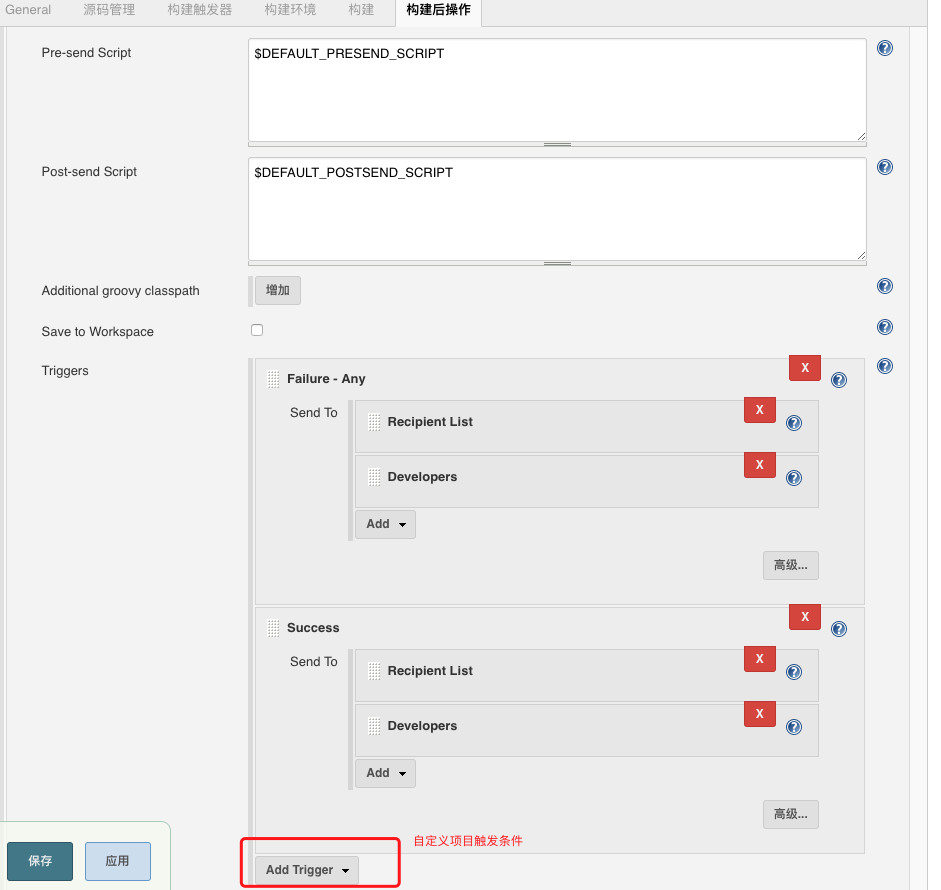 General 源码管理 构建触发器 构建环境 构建 构建后操作
Pre-send Script
$DEFAULT_PRESEND_SCRIPT
Post-send Script
$DEFAULT_POSTSEND_SCRIPT
Additional groovy classpath
增加
Save to Workspace
Triggers
X
Failure - Any
Send To
X
Recipient List
X
Developers
Add
高级...
X
Success
Send To
X
Recipient List
X
Developers
Add
高级...
自定义项目触发条件
Add Trigger
保存 应用